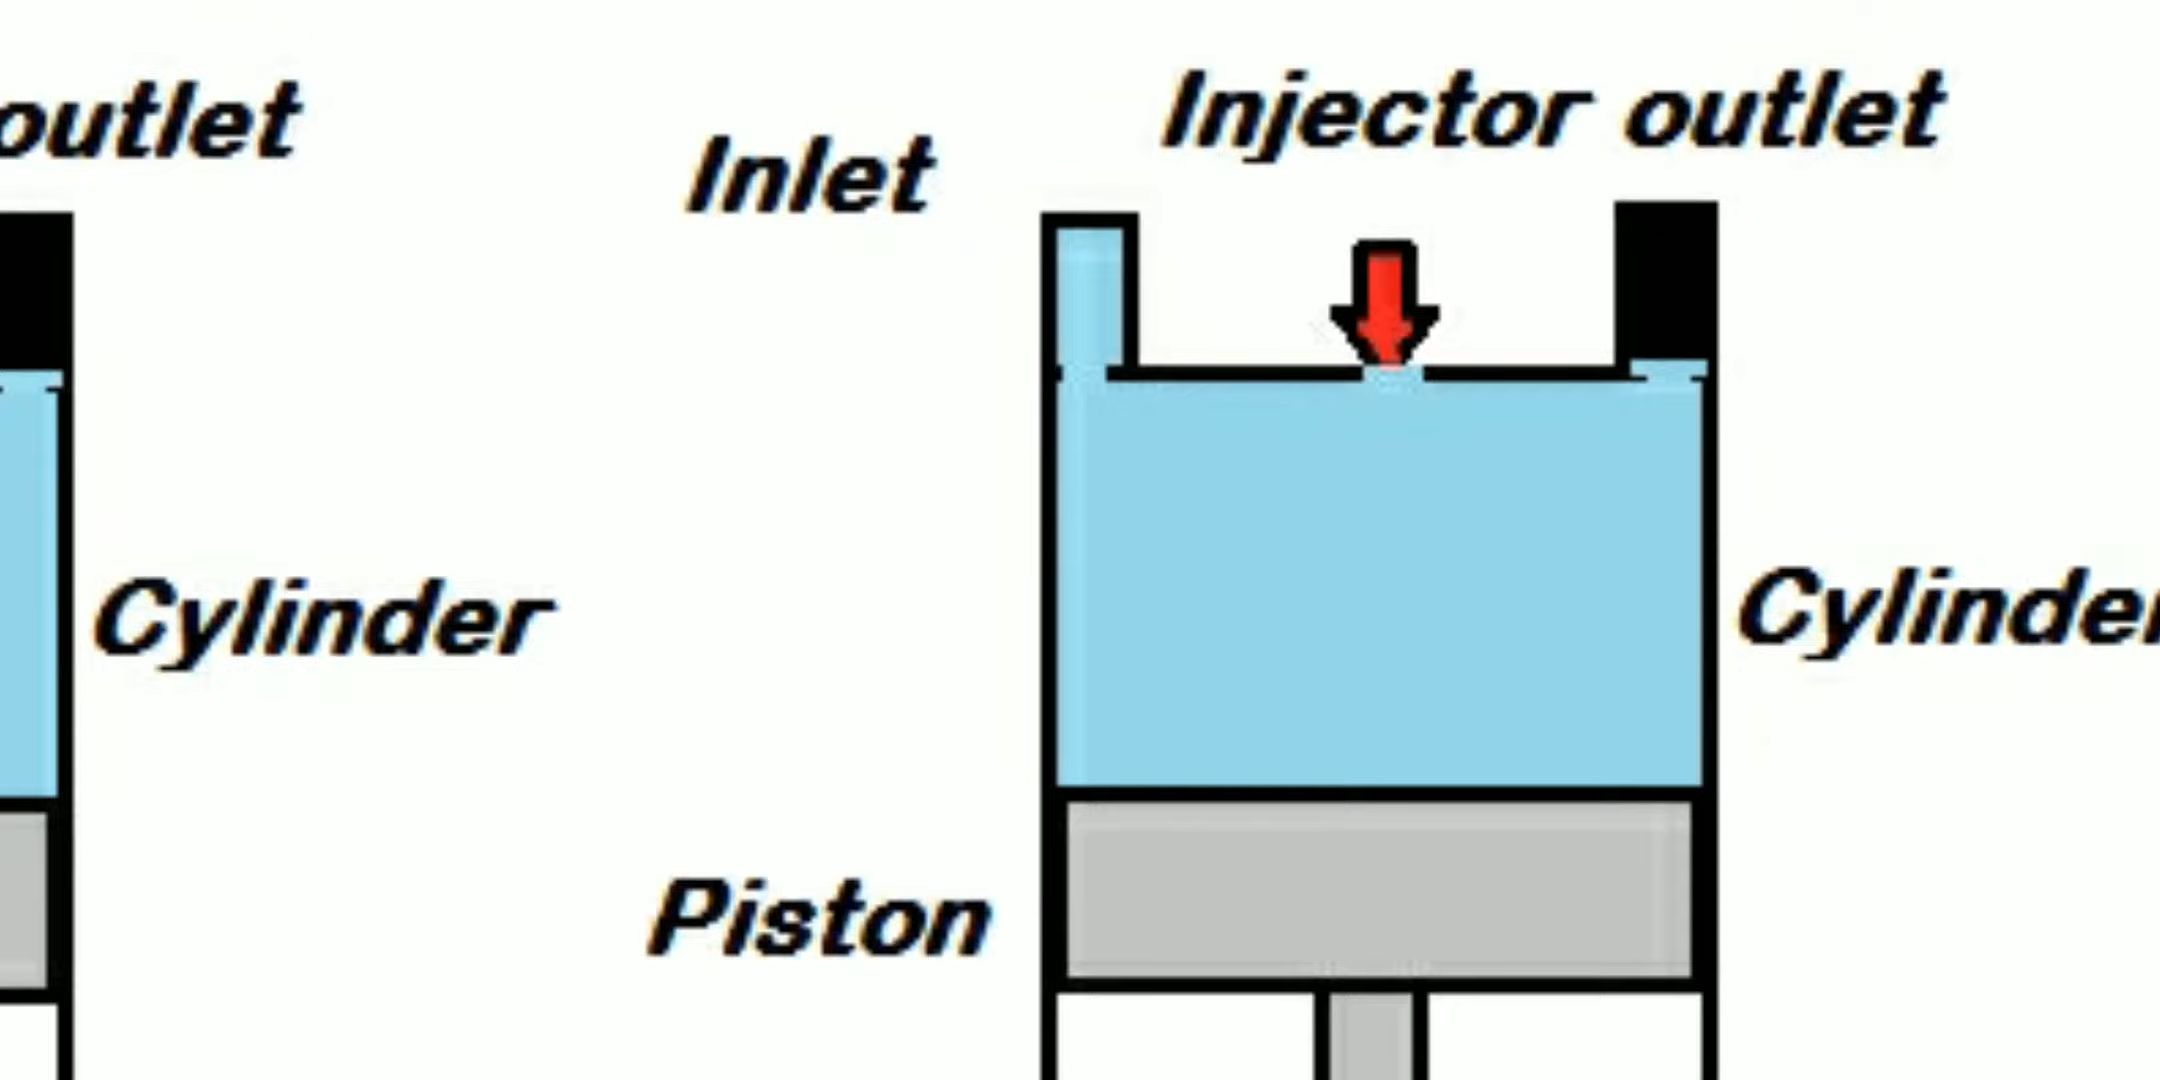 outlet
Inlet
Injector outlet
Cylinder
Cylinder
Piston